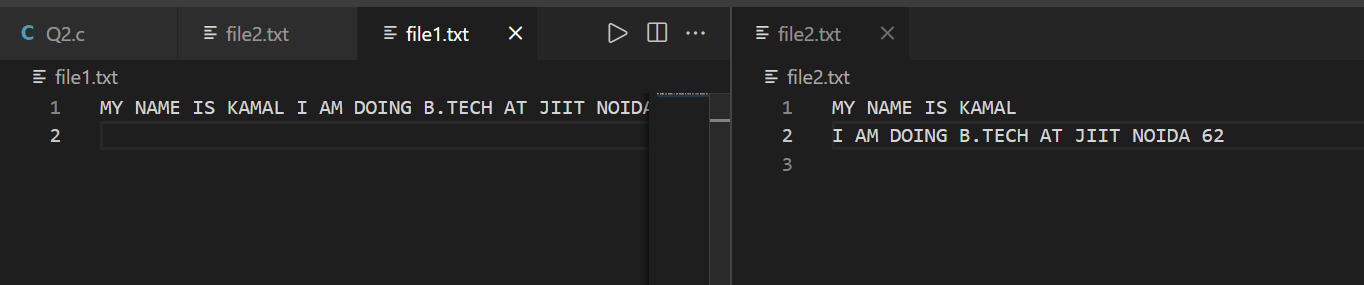 C Q2.c
file2.txt
file1.txt
file1.txt
1 MY NAME IS KAMAL I AM DOING B.TECH AT JIIT NOIDA
2
file2.txt
file2.txt
1 MY NAME IS KAMAL
2 I AM DOING B.TECH AT JIIT NOIDA 62
3